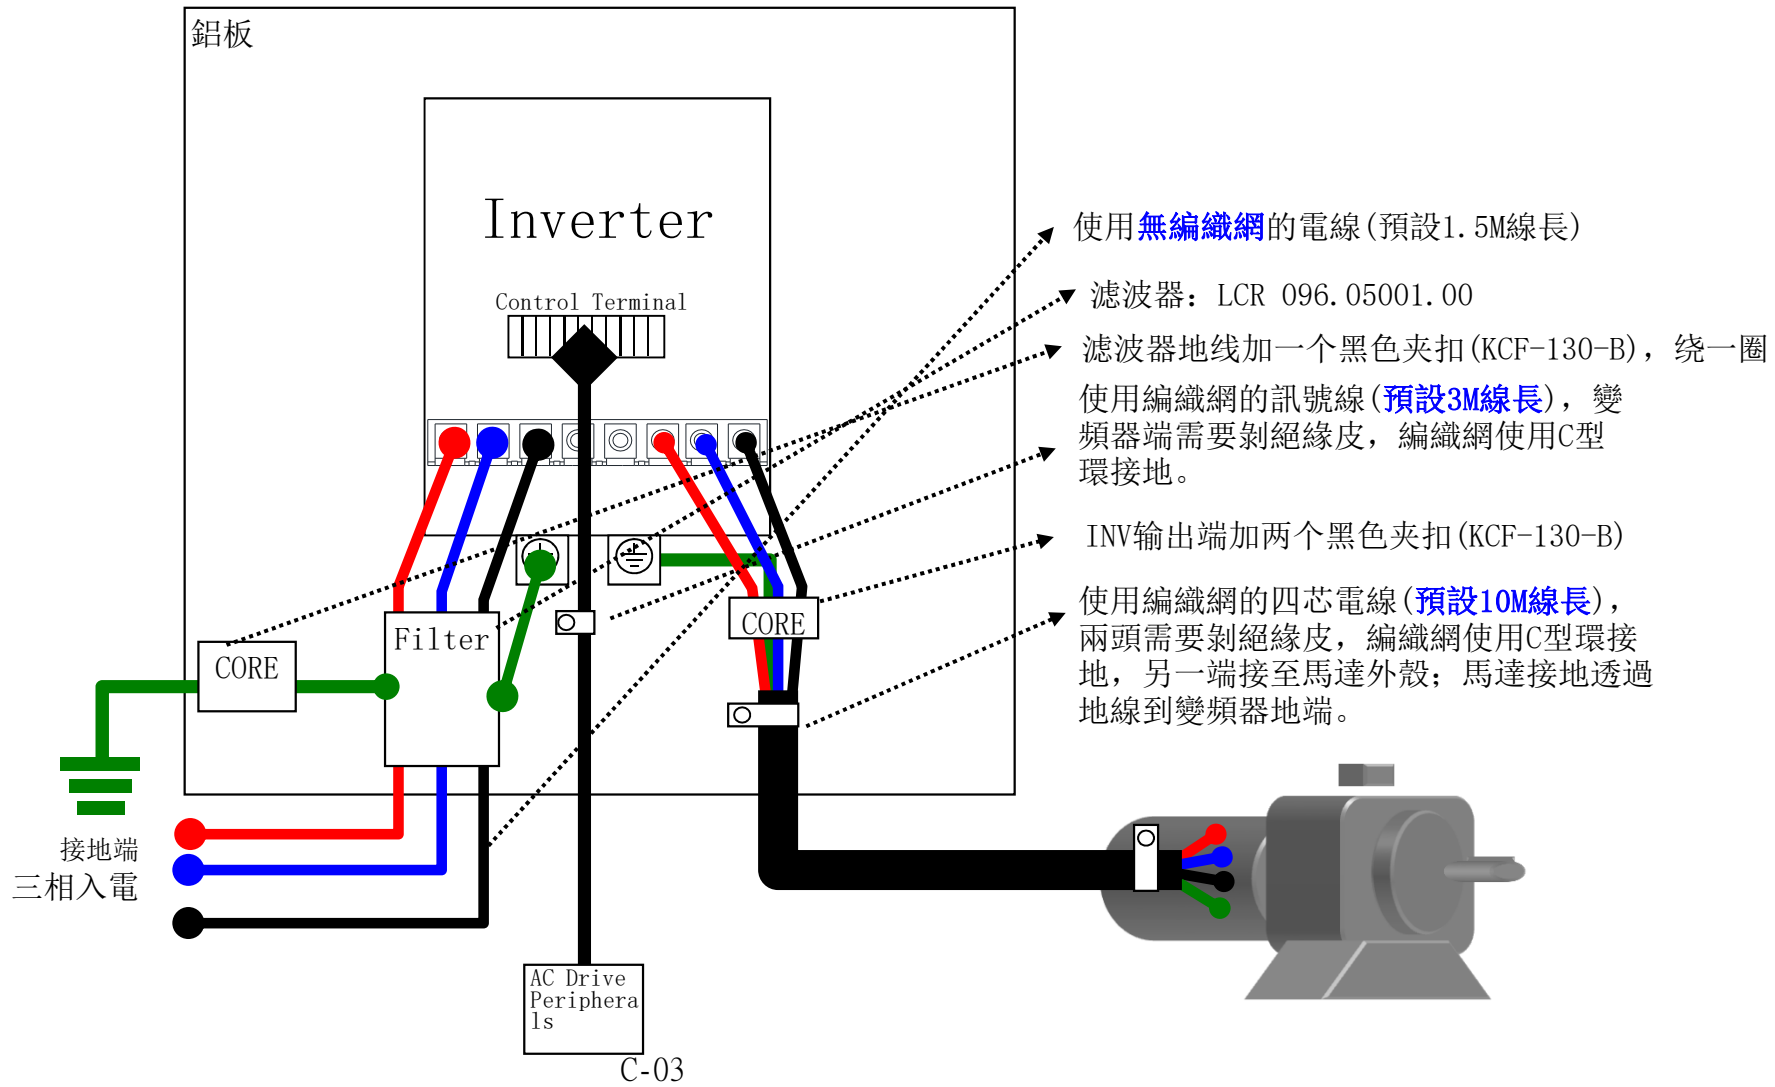 鋁板
Inverter
Control Terminal
使用無編織網的電線(預設1.5M線長)
滤波器：LCR 096.05001.00
滤波器地线加一个黑色夹扣(KCF-130-B)，绕一圈
使用編織網的訊號線(預設3M線長)，變
頻器端需要剝絕緣皮，編織網使用C型
環接地。
INV输出端加两个黑色夹扣(KCF-130-B)
使用編織網的四芯電線(預設10M線長)，
兩頭需要剝絕緣皮，編織網使用C型環接
地，另一端接至馬達外殼；馬達接地透過
地線到變頻器地端。
CORE
Filter
CORE
接地端
三相入電
AC Drive
Periphera
ls
C-03